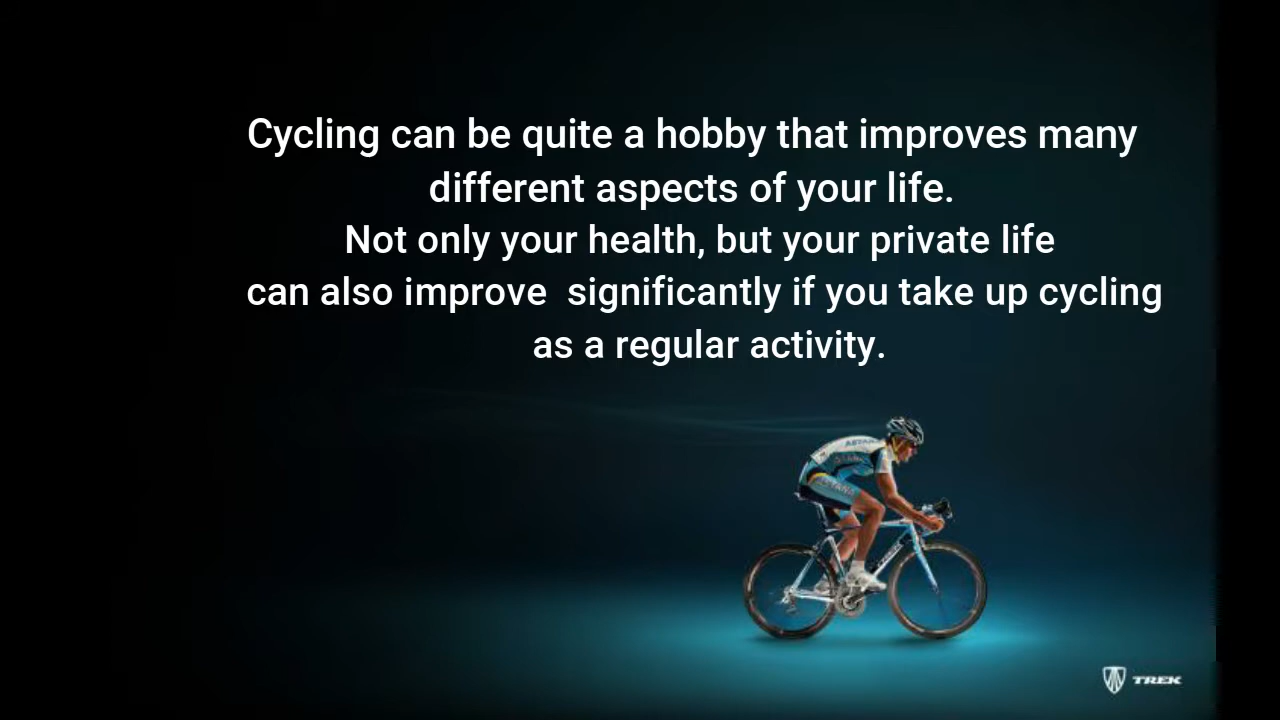 Cycling can be quite a hobby that improves many
different aspects of your life.
Not only your health, but your private life
can also improve  significantly if you take up cycling
as a regular activity.
ASTANA
TREK